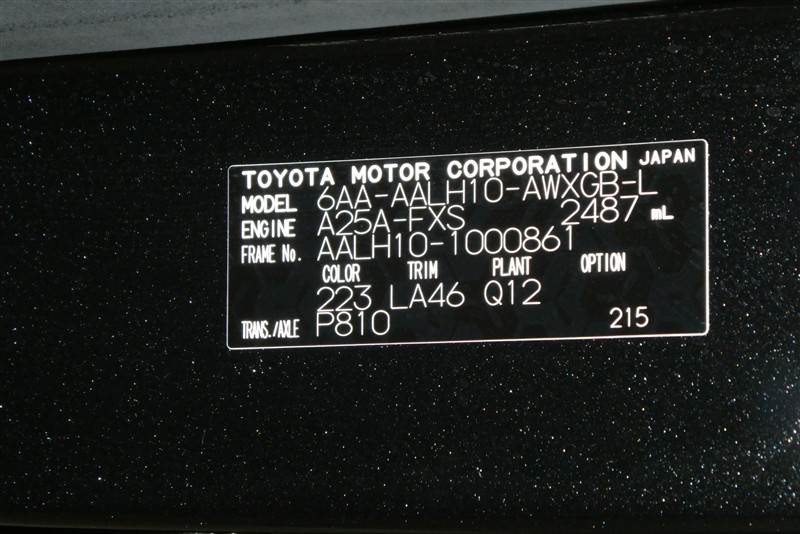 TOYOTA MOTOR CORPORATION JAPAN
MODEL 6AA-AALH10-AWXGB-L
ENGINE A25A-FXS 2487 mL
FRAME No. AALH10-1000861
COLOR TRIM PLANT OPTION
223 LA46 Q12
TRANS./AXLE P810 215